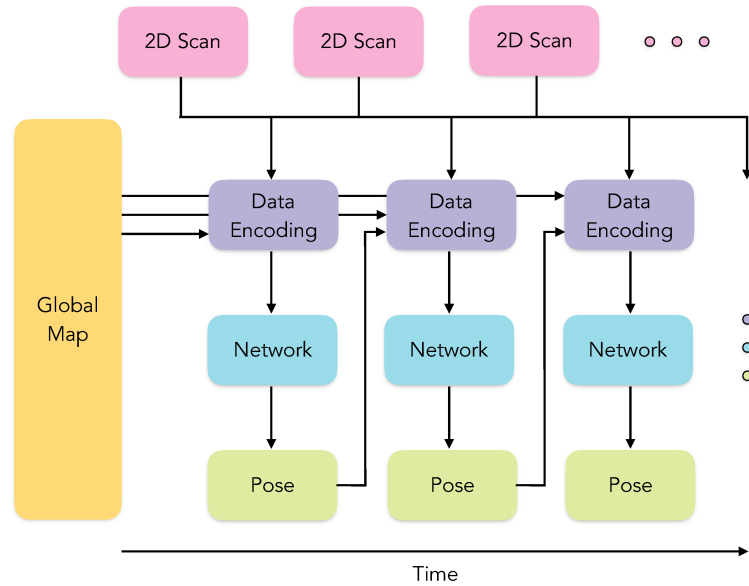 2D Scan
2D Scan
2D Scan
Data
Encoding
Data
Encoding
Data
Encoding
Global
Map
Network
Network
Network
Pose
Pose
Pose
Time